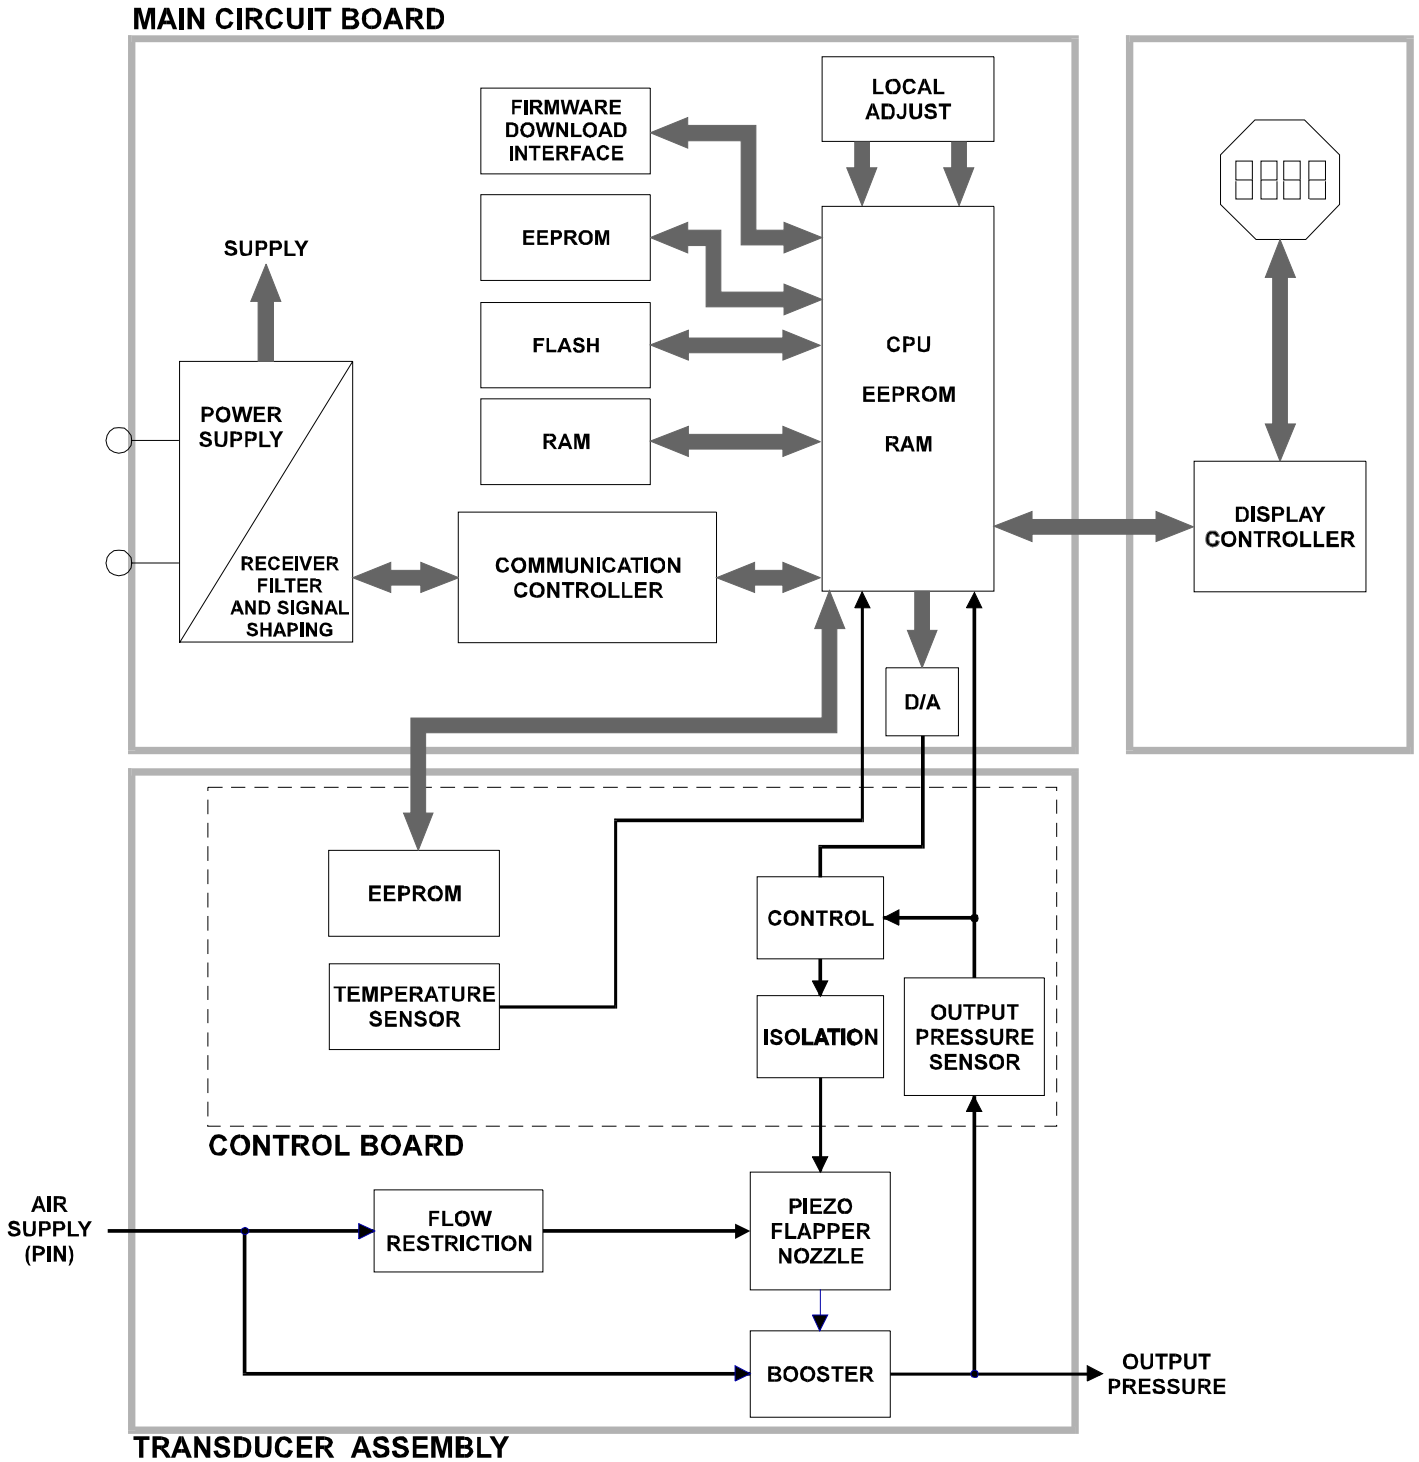 MAIN CIRCUIT BOARD
LOCAL
ADJUST
FIRMWARE
DOWNLOAD
INTERFACE
EEPROM
SUPPLY
FLASH
CPU
EEPROM
RAM
POWER
SUPPLY
RAM
DISPLAY
CONTROLLER
RECEIVER
FILTER
AND SIGNAL
SHAPING
COMMUNICATION
CONTROLLER
D/A
EEPROM
CONTROL
TEMPERATURE
SENSOR
ISOLATION
OUTPUT
PRESSURE
SENSOR
CONTROL BOARD
AIR
SUPPLY
(PIN)
FLOW
RESTRICTION
PIEZO
FLAPPER
NOZZLE
BOOSTER
OUTPUT
PRESSURE
TRANSDUCER ASSEMBLY